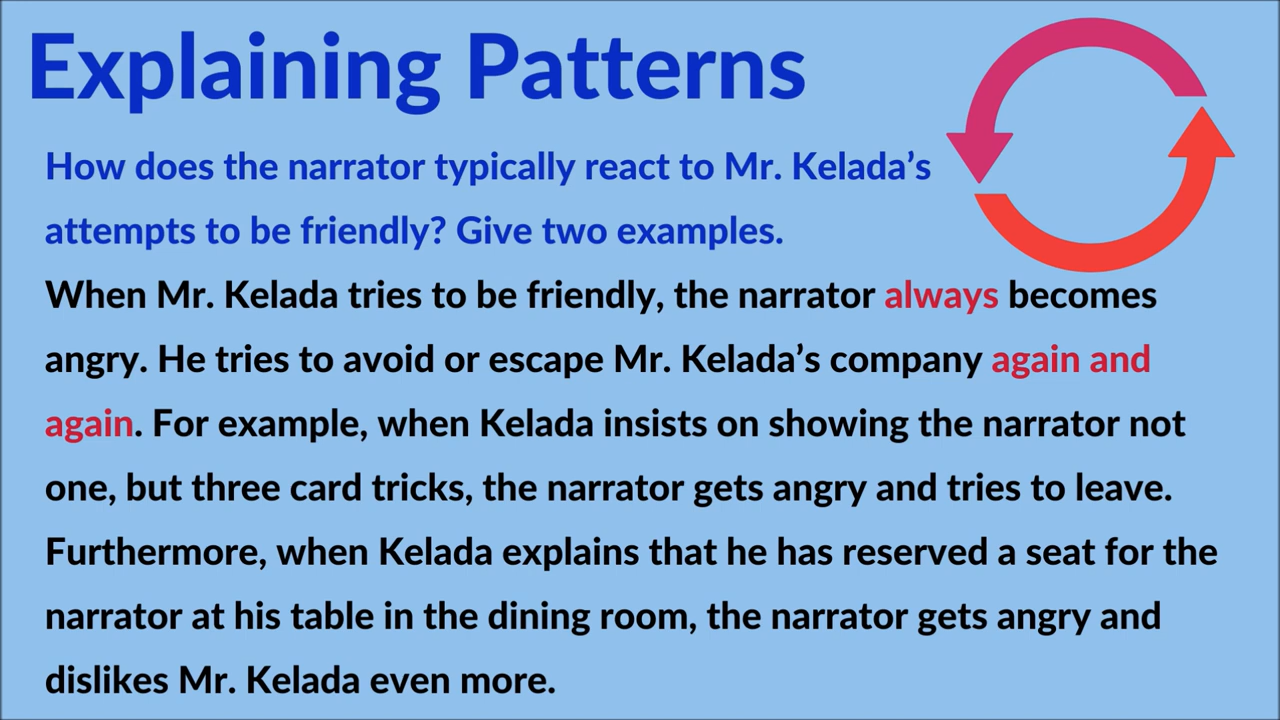 Explaining Patterns
How does the narrator typically react to Mr. Kelada’s
attempts to be friendly? Give two examples.
When Mr. Kelada tries to be friendly, the narrator always becomes
angry. He tries to avoid or escape Mr. Kelada’s company again and
again. For example, when Kelada insists on showing the narrator not
one, but three card tricks, the narrator gets angry and tries to leave.
Furthermore, when Kelada explains that he has reserved a seat for the
narrator at his table in the dining room, the narrator gets angry and
dislikes Mr. Kelada even more.